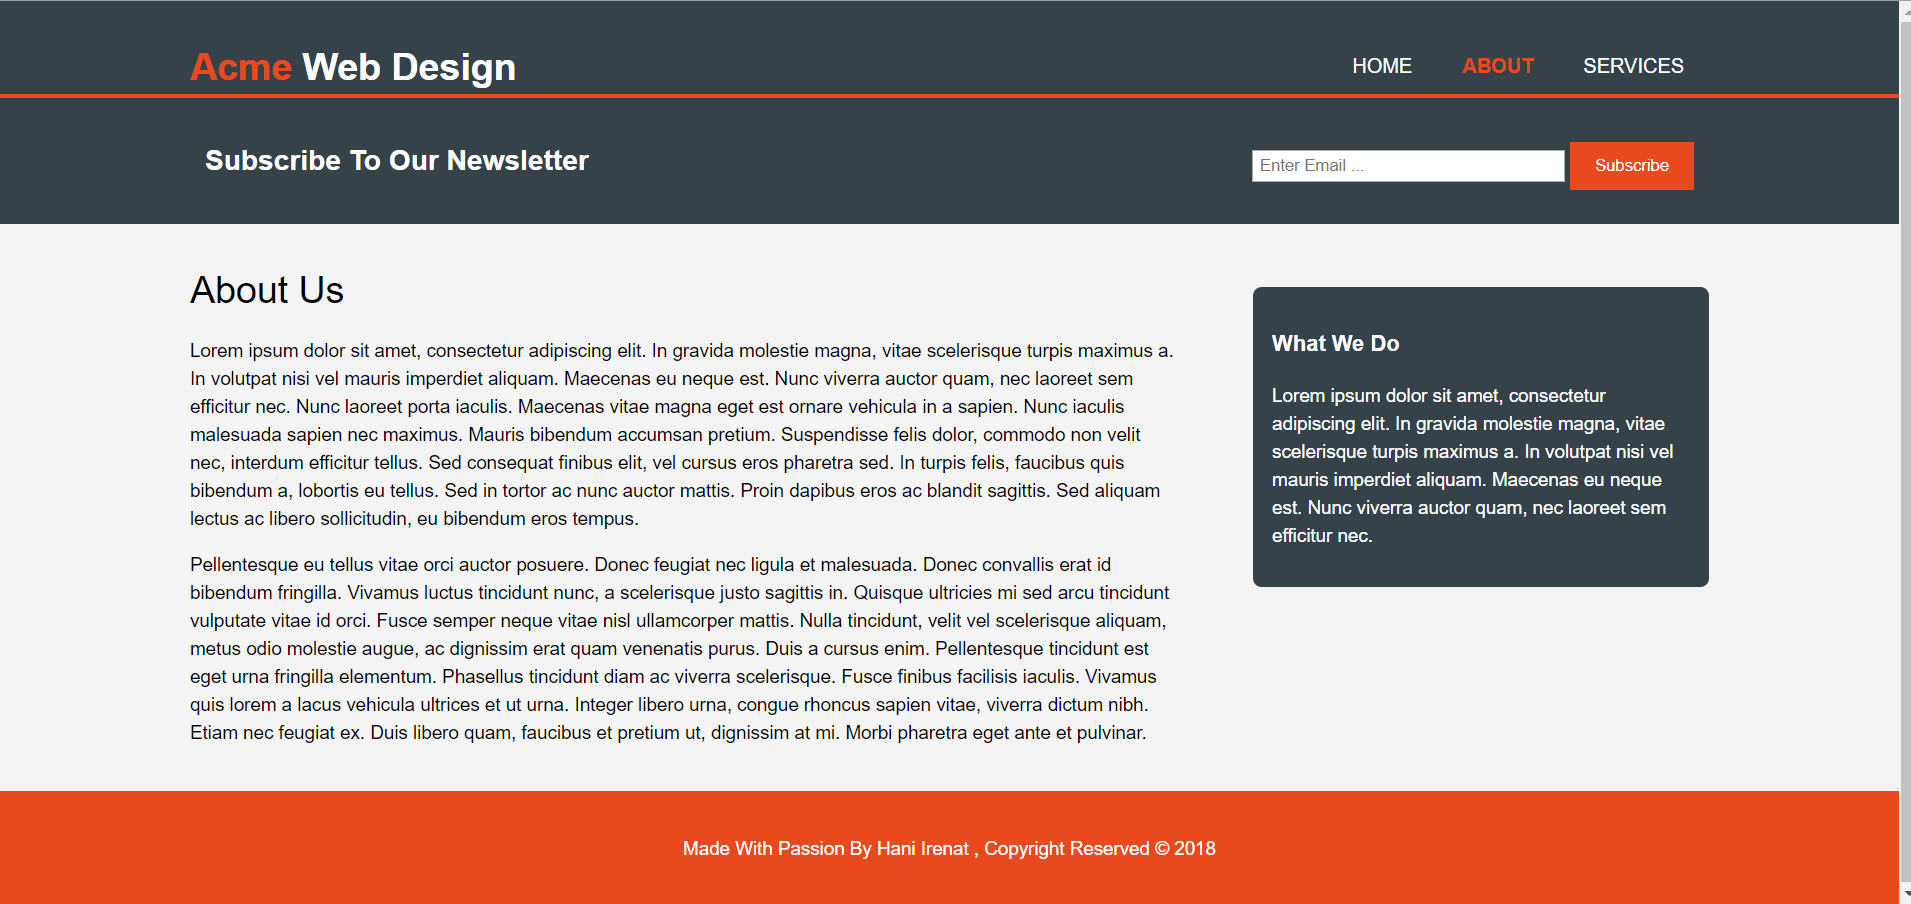 Acme Web Design
HOME ABOUT SERVICES
Subscribe To Our Newsletter
Enter Email ...
Subscribe
About Us
Lorem ipsum dolor sit amet, consectetur adipiscing elit. In gravida molestie magna, vitae scelerisque turpis maximus a.
In volutpat nisi vel mauris imperdiet aliquam. Maecenas eu neque est. Nunc viverra auctor quam, nec laoreet sem
efficitur nec. Nunc laoreet porta iaculis. Maecenas vitae magna eget est ornare vehicula in a sapien. Nunc iaculis
malesuada sapien nec maximus. Mauris bibendum accumsan pretium. Suspendisse felis dolor, commodo non velit
nec, interdum efficitur tellus. Sed consequat finibus elit, vel cursus eros pharetra sed. In turpis felis, faucibus quis
bibendum a, lobortis eu tellus. Sed in tortor ac nunc auctor mattis. Proin dapibus eros ac blandit sagittis. Sed aliquam
lectus ac libero sollicitudin, eu bibendum eros tempus.
Pellentesque eu tellus vitae orci auctor posuere. Donec feugiat nec ligula et malesuada. Donec convallis erat id
bibendum fringilla. Vivamus luctus tincidunt nunc, a scelerisque justo sagittis in. Quisque ultricies mi sed arcu tincidunt
vulputate vitae id orci. Fusce semper neque vitae nisl ullamcorper mattis. Nulla tincidunt, velit vel scelerisque aliquam,
metus odio molestie augue, ac dignissim erat quam venenatis purus. Duis a cursus enim. Pellentesque tincidunt est
eget urna fringilla elementum. Phasellus tincidunt diam ac viverra scelerisque. Fusce finibus facilisis iaculis. Vivamus
quis lorem a lacus vehicula ultrices et ut urna. Integer libero urna, congue rhoncus sapien vitae, viverra dictum nibh.
Etiam nec feugiat ex. Duis libero quam, faucibus et pretium ut, dignissim at mi. Morbi pharetra eget ante et pulvinar.
What We Do
Lorem ipsum dolor sit amet, consectetur
adipiscing elit. In gravida molestie magna, vitae
scelerisque turpis maximus a. In volutpat nisi vel
mauris imperdiet aliquam. Maecenas eu neque
est. Nunc viverra auctor quam, nec laoreet sem
efficitur nec.
Made With Passion By Hani Irenat , Copyright Reserved © 2018